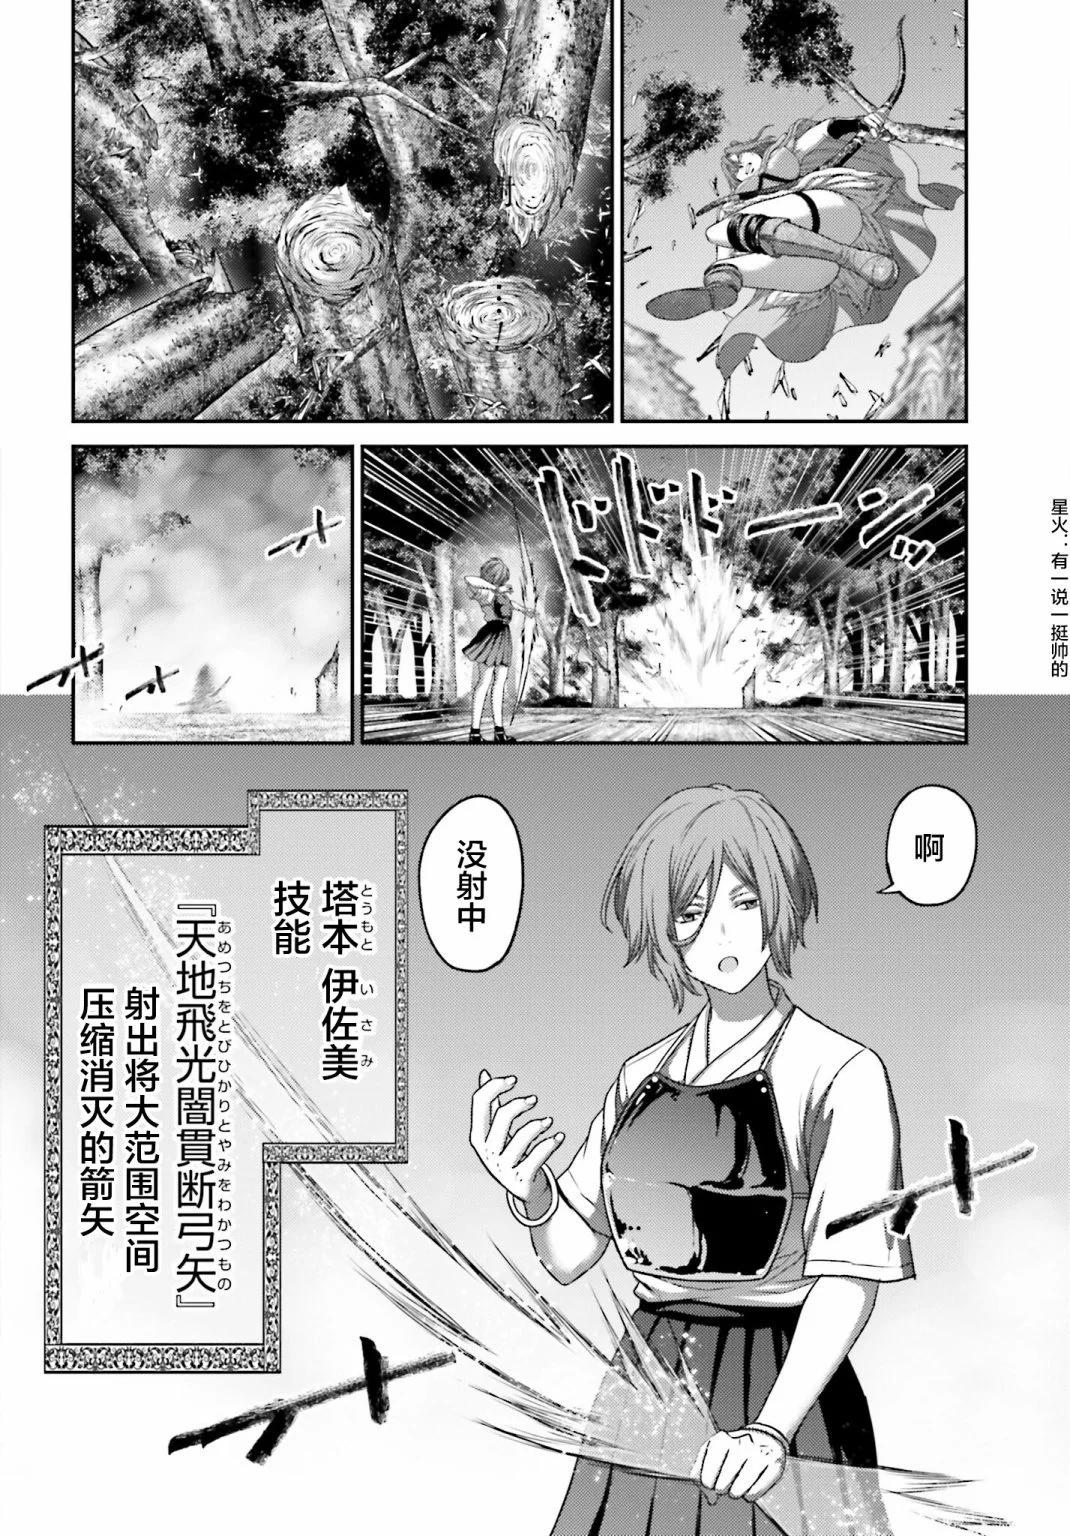 ドドドーンッ
星火：有一说一挺帅的
啊
没射中
塔本 伊佐美
とうもと いさみ
技能
『天地飛光闇貫断弓矢』
あめつちをとびひかりとやみをわかつもの
射出将大范围空间
压缩消灭的箭矢